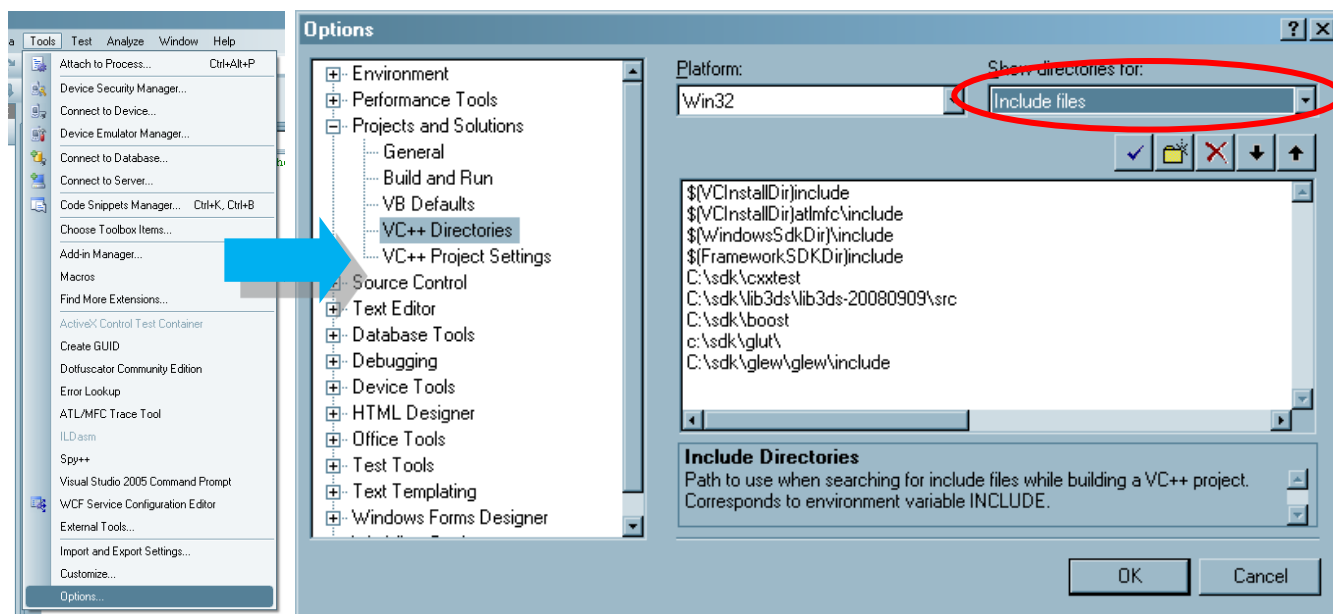 a Tools Test Analyze Window Help
Attach to Process... Ctrl+Alt+P
Device Security Manager...
Connect to Device...
Device Emulator Manager...
Connect to Database...
Connect to Server...
Code Snippets Manager... Ctrl+K, Ctrl+B
Choose Toolbox Items...
Add-in Manager...
Macros
Find More Extensions...
ActiveX Control Test Container
Create GUID
Dotfuscator Community Edition
Error Lookup
ATL/MFC Trace Tool
ILDasm
Spy++
Visual Studio 2005 Command Prompt
WCF Service Configuration Editor
External Tools...
Import and Export Settings...
Customize...
Options...
Options
Environment
Performance Tools
Projects and Solutions
General
Build and Run
VB Defaults
VC++ Directories
VC++ Project Settings
Source Control
Text Editor
Database Tools
Debugging
Device Tools
HTML Designer
Office Tools
Test Tools
Text Templating
Windows Forms Designer
Platform: Show directories for:
Win32 Include files
$(VCInstallDir)include
$(VCInstallDir)atlmfc\include
$(WindowsSdkDir)\include
$(FrameworkSDKDir)include
C:\sdk\cxxtest
C:\sdk\lib3ds\lib3ds-20080909\src
C:\sdk\boost
c:\sdk\glut\
C:\sdk\glew\glew\include
Include Directories
Path to use when searching for include files while building a VC++ project.
Corresponds to environment variable INCLUDE.
OK Cancel